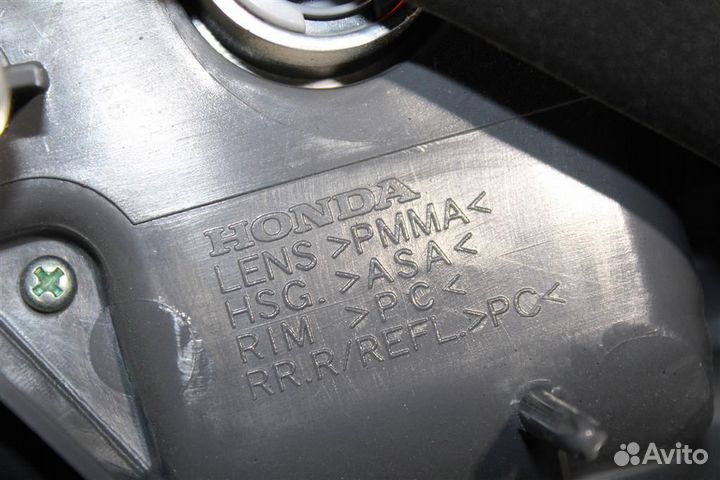 HONDA
LENS >PMMA<
HSG. >ASA<
RIM >PC<
RR.R/REFL.>PC<
Avito